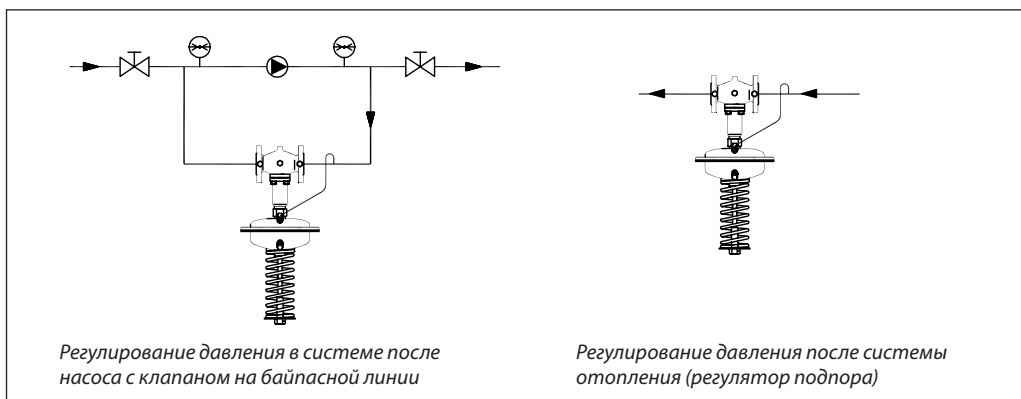 Регулирование давления в системе после
насоса с клапаном на байпасной линии
Регулирование давления после системы
отопления (регулятор подпора)